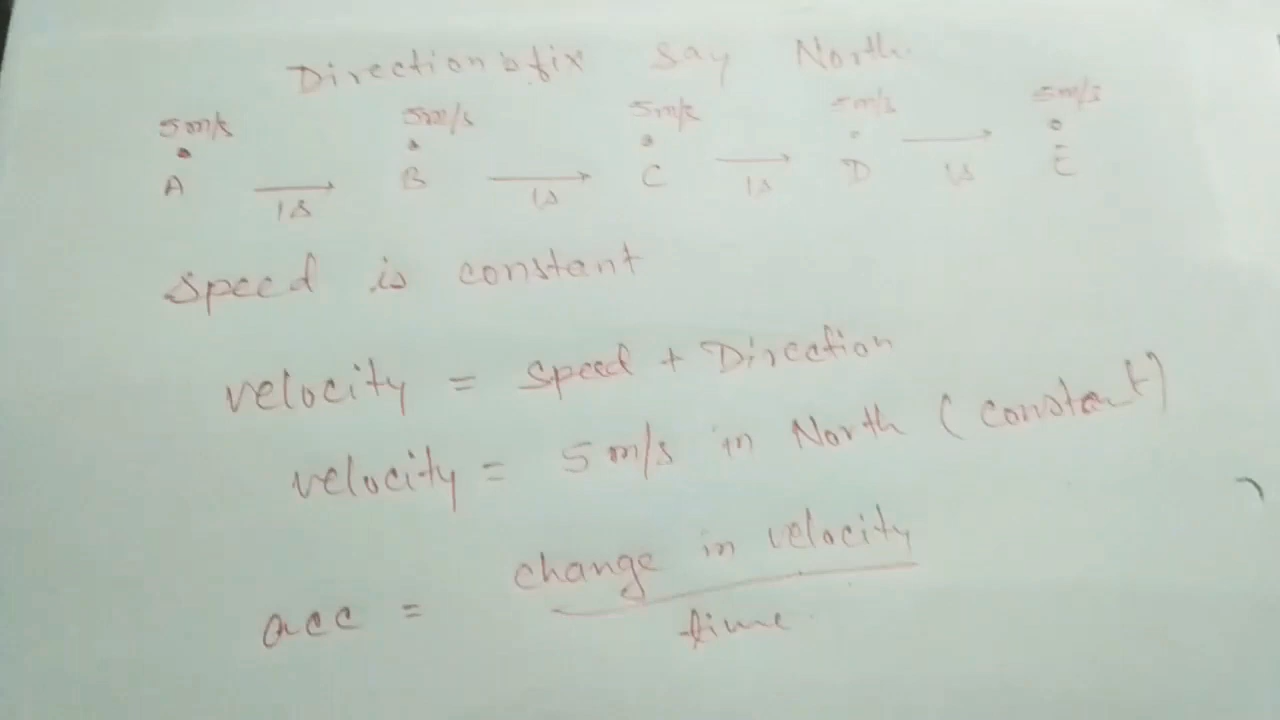 Direction is fix say North.
5m/s 5m/s 5m/s 5m/s 5m/s
A B C D E
1s 1s 1s 1s
speed is constant
velocity = speed + Direction
velocity = 5 m/s in North (constant)
change in velocity
acc =
time